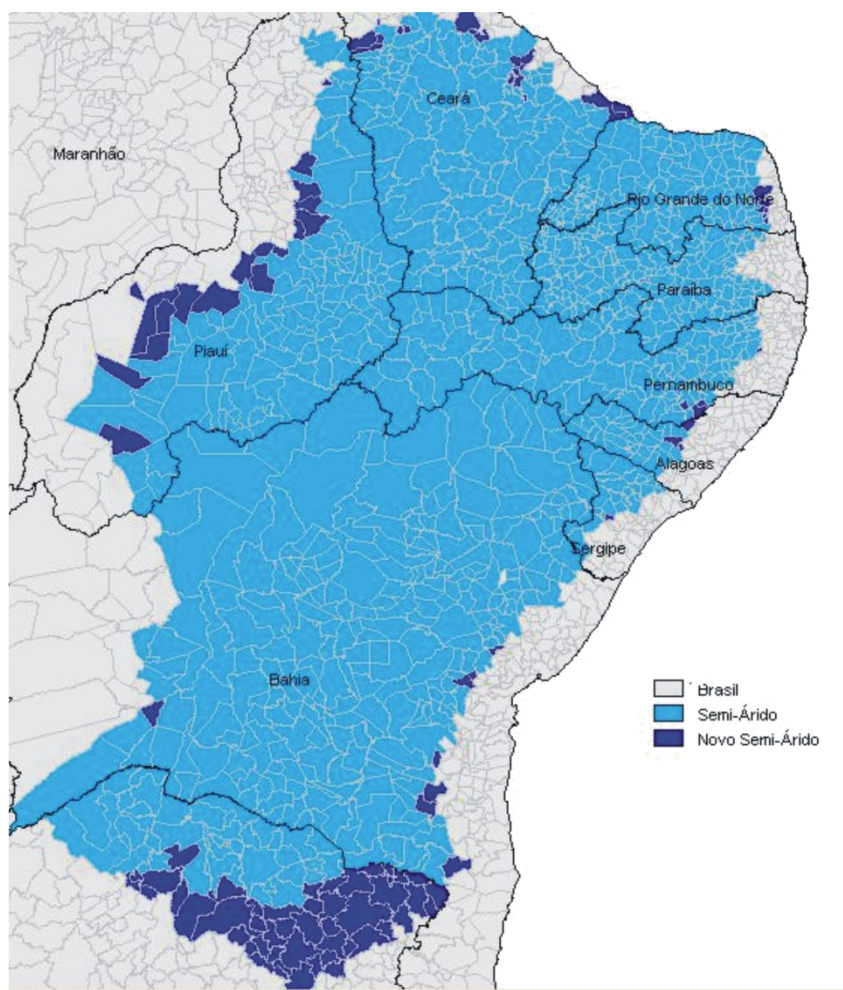 Ceará
Maranhão
Rio Grande do Norte
Paraíba
Piauí
Pernambuco
Alagoas
Sergipe
Bahia
Brasil
Semi-Árido
Novo Semi-Árido